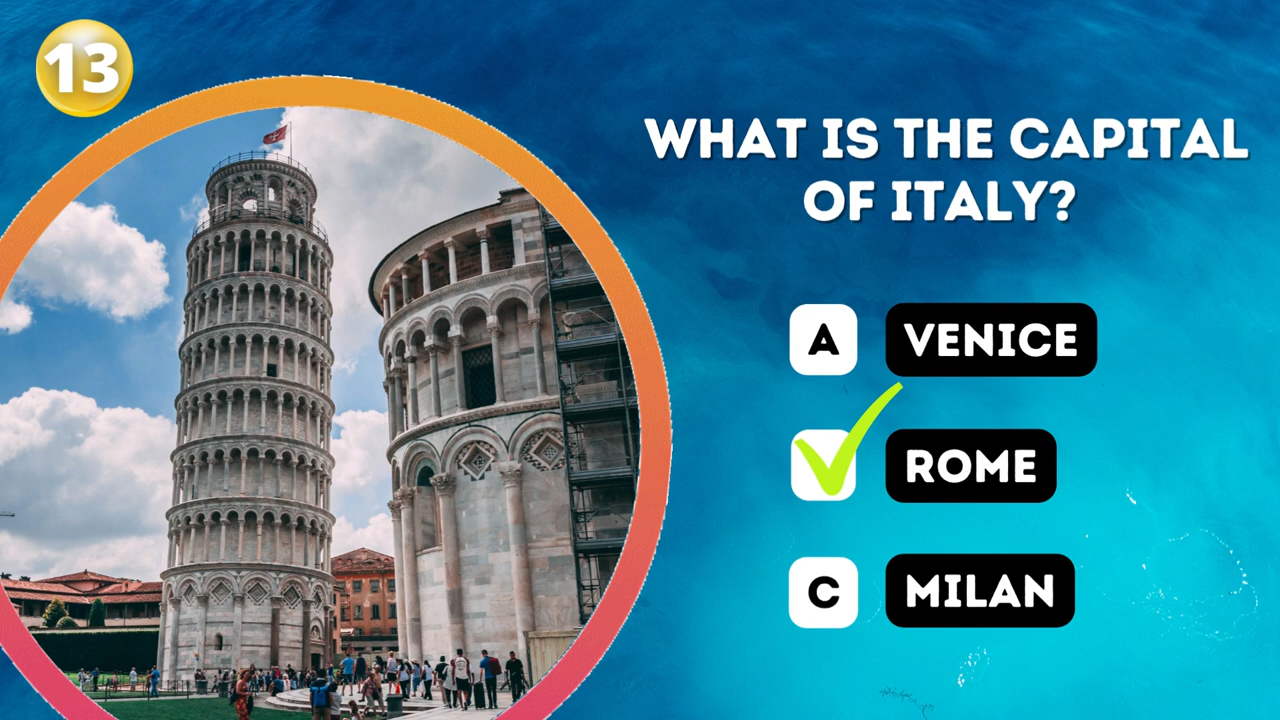 13
WHAT IS THE CAPITAL
OF ITALY?
A VENICE
ROME
C MILAN